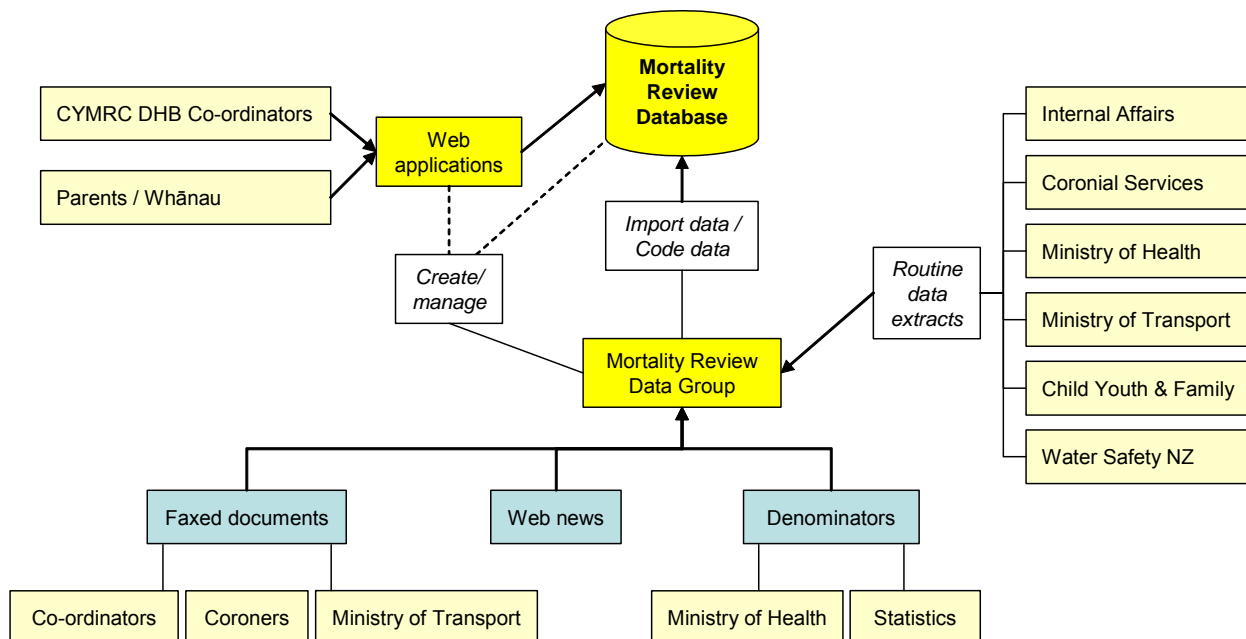 Mortality
Review
Database
CYMRC DHB Co-ordinators
Parents / Whānau
Web
applications
Create/
manage
Import data /
Code data
Routine
data
extracts
Internal Affairs
Coronial Services
Ministry of Health
Ministry of Transport
Child Youth & Family
Water Safety NZ
Mortality Review
Data Group
Faxed documents
Web news
Denominators
Co-ordinators
Coroners
Ministry of Transport
Ministry of Health
Statistics